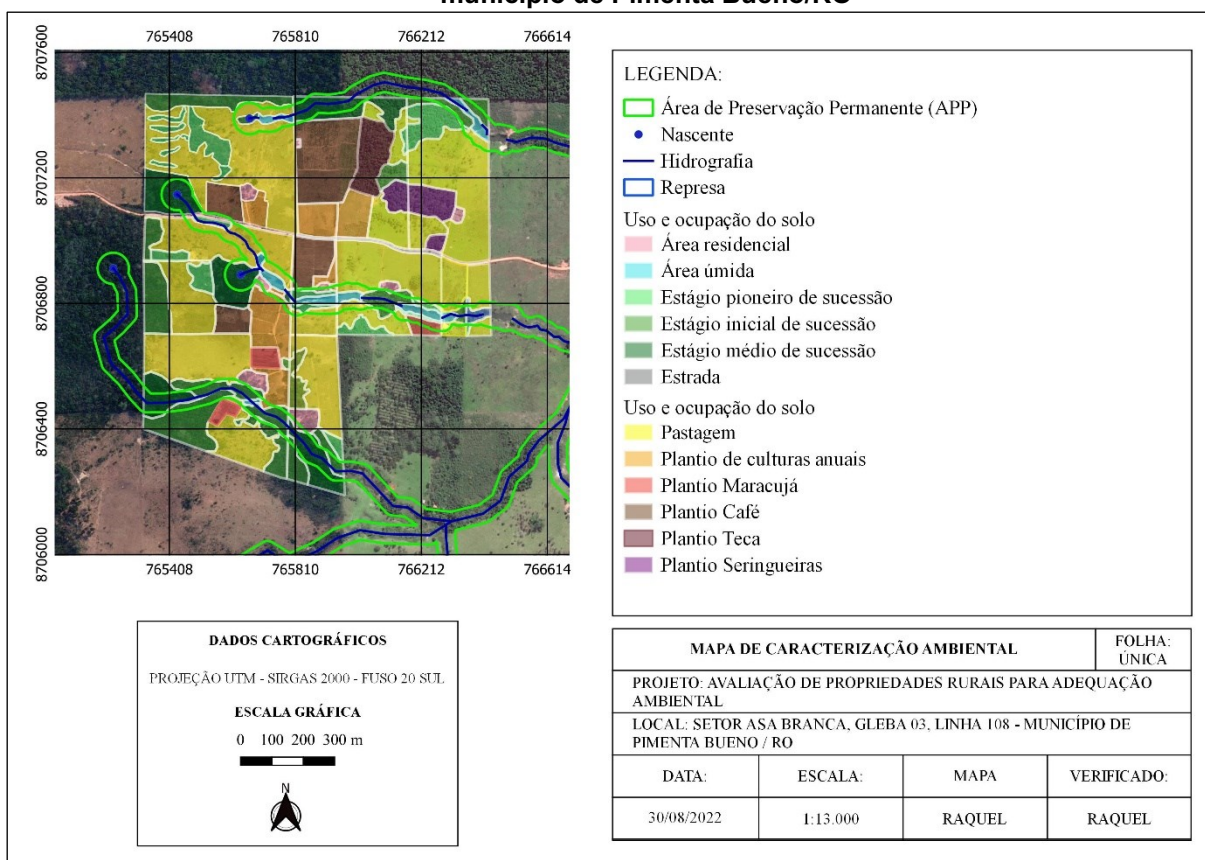 município de Pimenta Bueno/RO
765408 765810 766212 766614
8707600
8707200
8706800
8706400
8706000
765408 765810 766212 766614
LEGENDA:
Área de Preservação Permanente (APP)
Nascente
Hidrografia
Represa
Uso e ocupação do solo
Área residencial
Área úmida
Estágio pioneiro de sucessão
Estágio inicial de sucessão
Estágio médio de sucessão
Estrada
Uso e ocupação do solo
Pastagem
Plantio de culturas anuais
Plantio Maracujá
Plantio Café
Plantio Teca
Plantio Seringueiras
DADOS CARTOGRÁFICOS
PROJEÇÃO UTM - SIRGAS 2000 - FUSO 20 SUL
ESCALA GRÁFICA
0 100 200 300 m
N
MAPA DE CARACTERIZAÇÃO AMBIENTAL
FOLHA:
ÚNICA
PROJETO: AVALIAÇÃO DE PROPRIEDADES RURAIS PARA ADEQUAÇÃO
AMBIENTAL
LOCAL: SETOR ASA BRANCA, GLEBA 03, LINHA 108 - MUNICÍPIO DE
PIMENTA BUENO / RO
DATA: ESCALA: MAPA VERIFICADO:
30/08/2022 1:13.000 RAQUEL RAQUEL